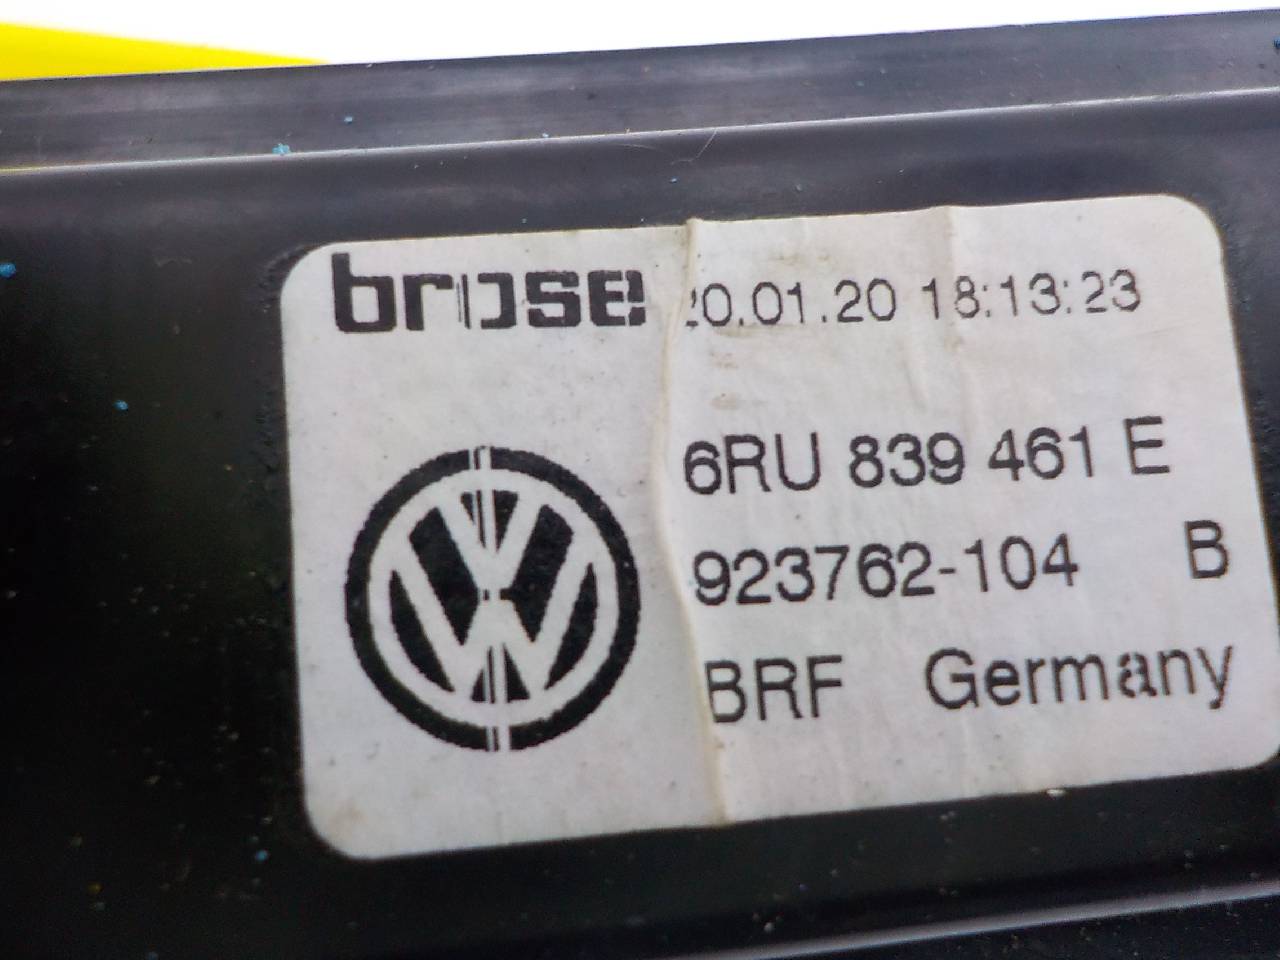 brose 20.01.20 18:13:23
6RU 839 461 E
923762-104 B
BRF Germany